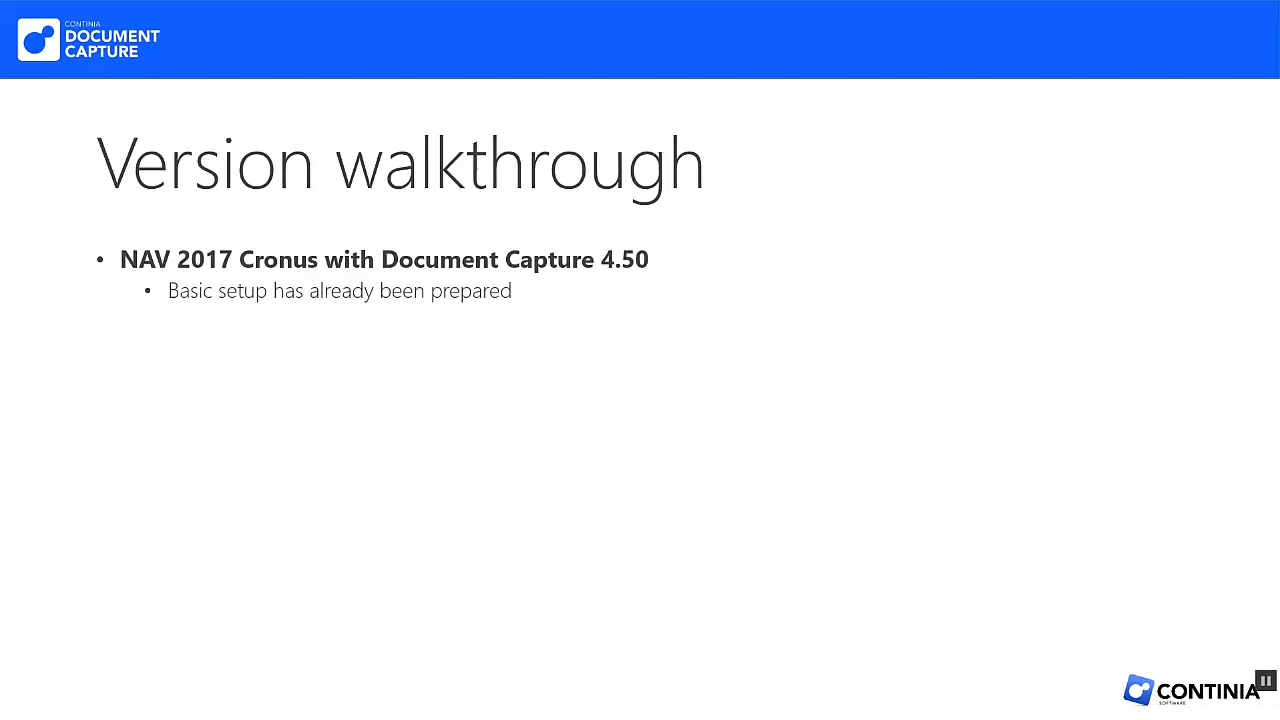 CONTINIA
DOCUMENT
CAPTURE
Version walkthrough
• NAV 2017 Cronus with Document Capture 4.50
• Basic setup has already been prepared
CONTINIA
SOFTWARE